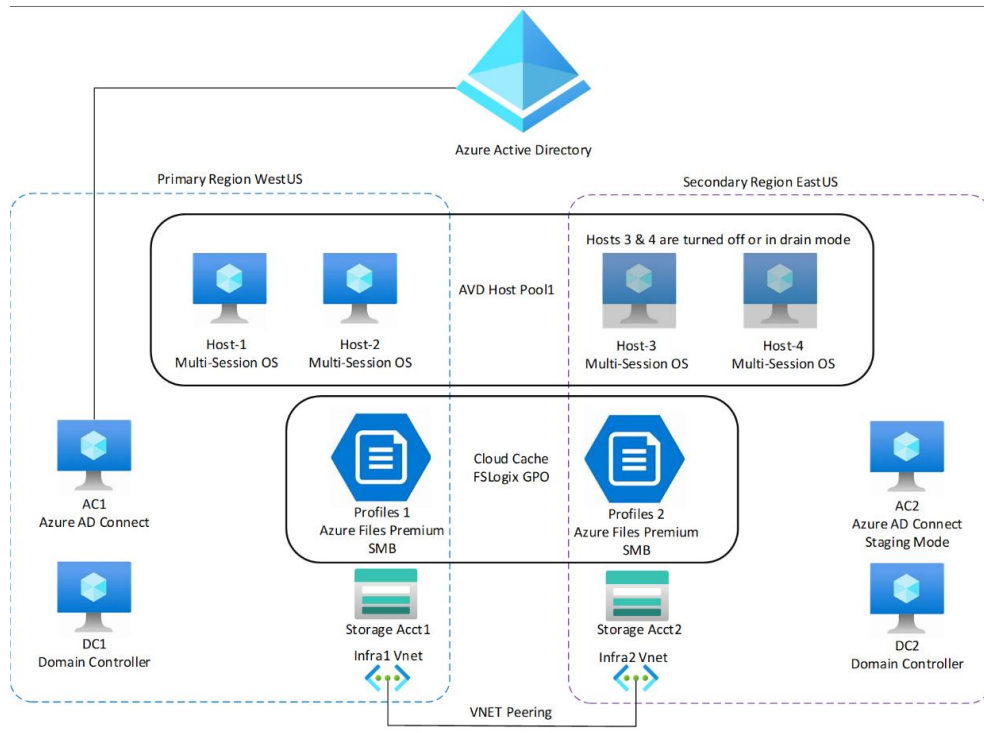 Azure Active Directory
Primary Region WestUS
Secondary Region EastUS
Hosts 3 & 4 are turned off or in drain mode
AVD Host Pool1
Host-1
Multi-Session OS
Host-2
Multi-Session OS
Host-3
Multi-Session OS
Host-4
Multi-Session OS
Cloud Cache
FSLogix GPO
Profiles 1
Azure Files Premium
SMB
Profiles 2
Azure Files Premium
SMB
AC1
Azure AD Connect
AC2
Azure AD Connect
Staging Mode
Storage Acct1
Storage Acct2
DC1
Domain Controller
Infra1 Vnet
Infra2 Vnet
DC2
Domain Controller
VNET Peering